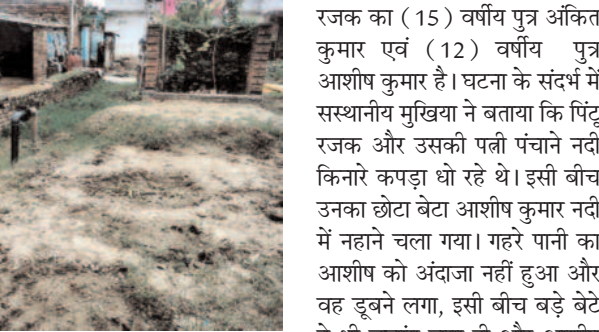 रजक का (15) वर्षीय पुत्र अंकित
कुमार एवं (12) वर्षीय पुत्र
आशीष कुमार है। घटना के संदर्भ में
सस्थानीय मुखिया ने बताया कि पिंटू
रजक और उसकी पत्नी पंचाने नदी
किनारे कपड़ा धो रहे थे। इसी बीच
उनका छोटा बेटा आशीष कुमार नदी
में नहाने चला गया। गहरे पानी का
आशीष को अंदाजा नहीं हुआ और
वह डूबने लगा, इसी बीच बड़े बेटे